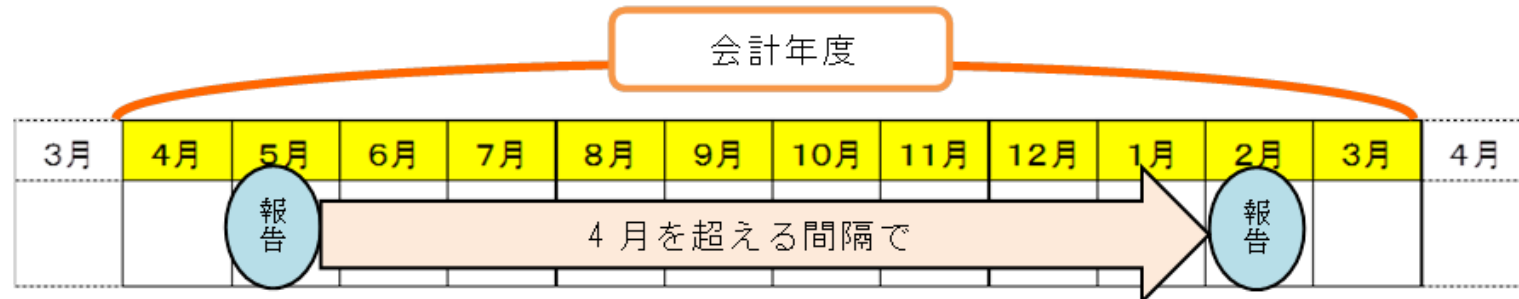 会計年度
3月 4月 5月 6月 7月 8月 9月 10月 11月 12月 1月 2月 3月 4月
報告 4月を超える間隔で 報告